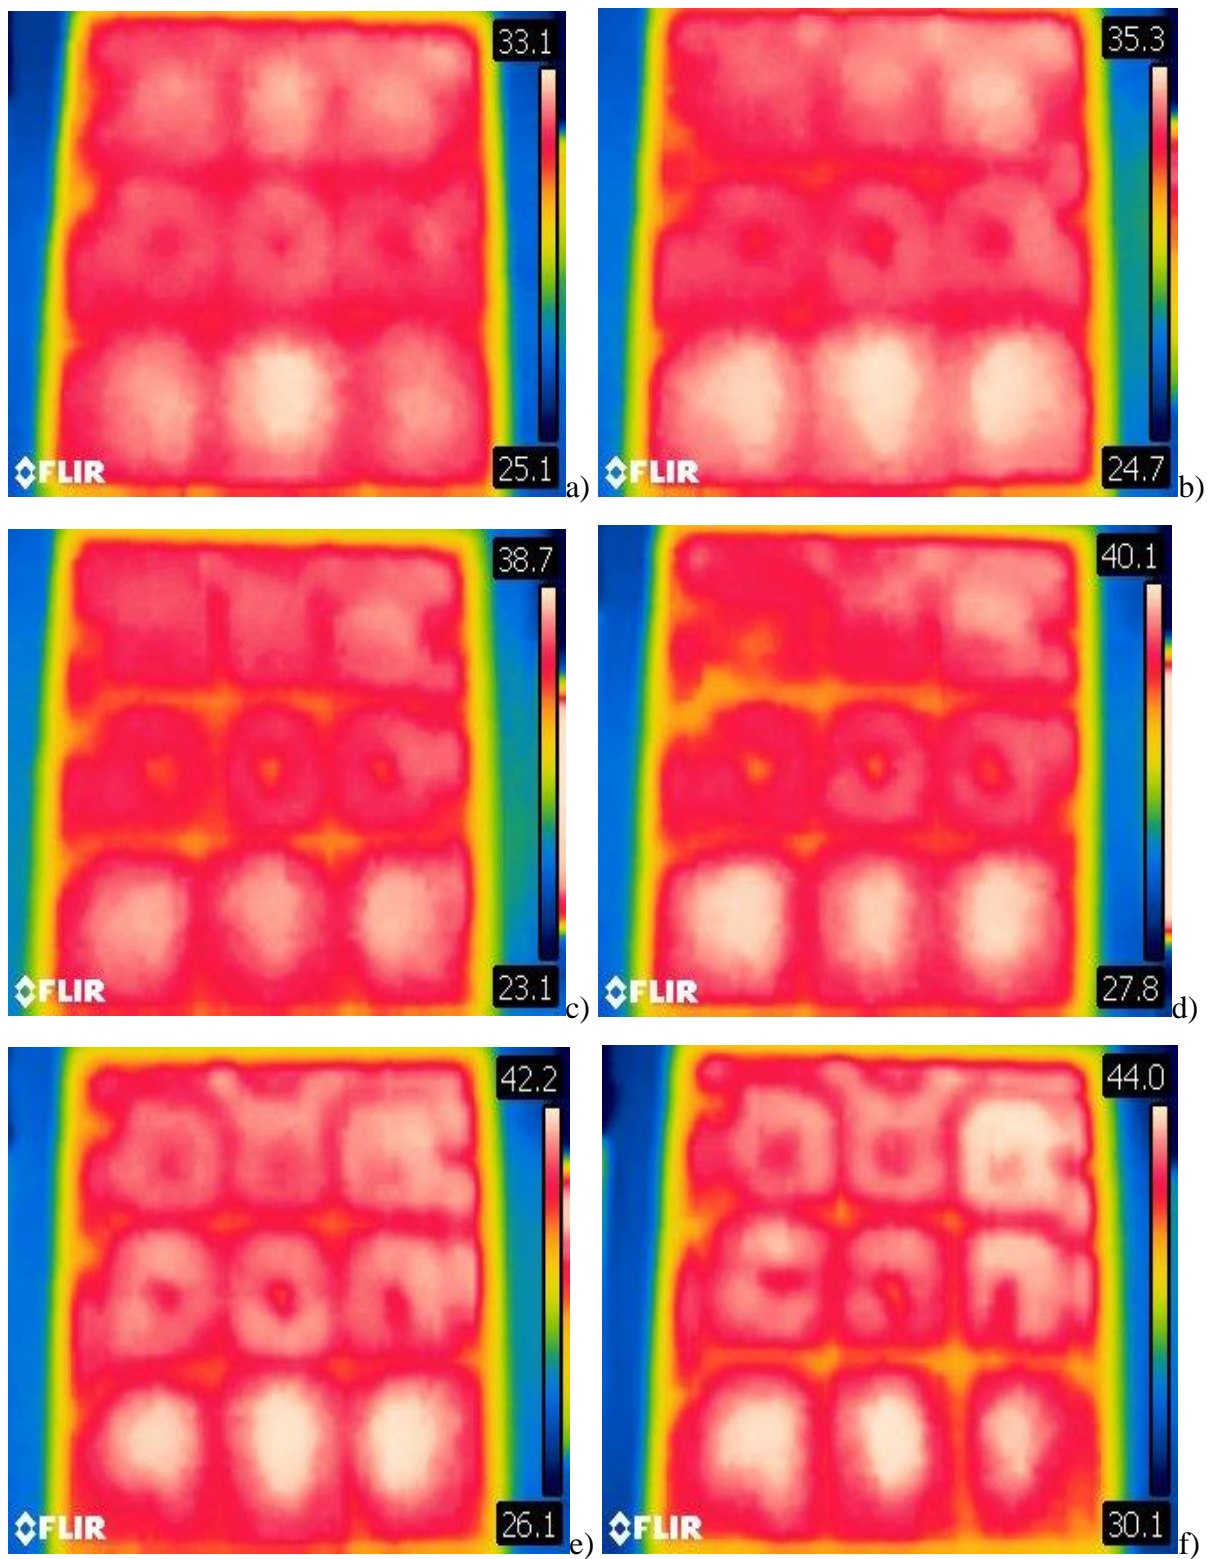 33.1
25.1
FLIR
a)
35.3
24.7
FLIR
b)
38.7
23.1
FLIR
c)
40.1
27.8
FLIR
d)
42.2
26.1
FLIR
e)
44.0
30.1
FLIR
f)